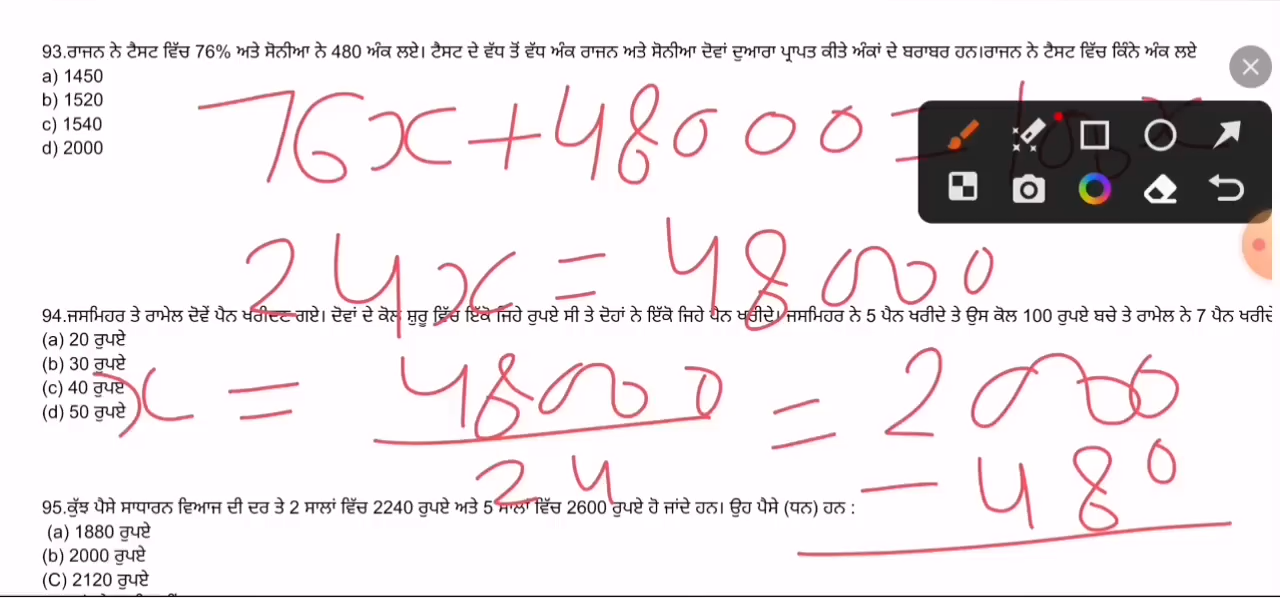 93.ਰਾਜਨ ਨੇ ਟੈਸਟ ਵਿੱਚ 76% ਅਤੇ ਸੋਨੀਆ ਨੇ 480 ਅੰਕ ਲਏ। ਟੈਸਟ ਦੇ ਵੱਧ ਤੋਂ ਵੱਧ ਅੰਕ ਰਾਜਨ ਅਤੇ ਸੋਨੀਆ ਦੋਵਾਂ ਦੁਆਰਾ ਪ੍ਰਾਪਤ ਕੀਤੇ ਅੰਕਾਂ ਦੇ ਬਰਾਬਰ ਹਨ।ਰਾਜਨ ਨੇ ਟੈਸਟ ਵਿੱਚ ਕਿੰਨੇ ਅੰਕ ਲਏ
a) 1450
b) 1520
c) 1540
d) 2000
76x+48000=100x
24x=48000
94.ਜਸਮਿਹਰ ਤੇ ਰਾਮੇਲ ਦੋਵੇਂ ਪੈਨ ਖਰੀਦਣ ਗਏ। ਦੋਵਾਂ ਦੇ ਕੋਲ ਸ਼ੁਰੂ ਵਿੱਚ ਇੱਕੋ ਜਿਹੇ ਰੁਪਏ ਸੀ ਤੇ ਦੋਹਾਂ ਨੇ ਇੱਕੋ ਜਿਹੇ ਪੈਨ ਖਰੀਦੇ। ਜਸਮਿਹਰ ਨੇ 5 ਪੈਨ ਖਰੀਦੇ ਤੇ ਉਸ ਕੋਲ 100 ਰੁਪਏ ਬਚੇ ਤੇ ਰਾਮੇਲ ਨੇ 7 ਪੈਨ ਖਰੀਦੇ
(a) 20 ਰੁਪਏ
(b) 30 ਰੁਪਏ
(c) 40 ਰੁਪਏ
(d) 50 ਰੁਪਏ
x = 48000 = 2000
24
- 480
95.ਕੁੱਝ ਪੈਸੇ ਸਾਧਾਰਨ ਵਿਆਜ ਦੀ ਦਰ ਤੇ 2 ਸਾਲਾਂ ਵਿੱਚ 2240 ਰੁਪਏ ਅਤੇ 5 ਸਾਲਾਂ ਵਿੱਚ 2600 ਰੁਪਏ ਹੋ ਜਾਂਦੇ ਹਨ। ਉਹ ਪੈਸੇ (ਧਨ) ਹਨ :
(a) 1880 ਰੁਪਏ
(b) 2000 ਰੁਪਏ
(C) 2120 ਰੁਪਏ